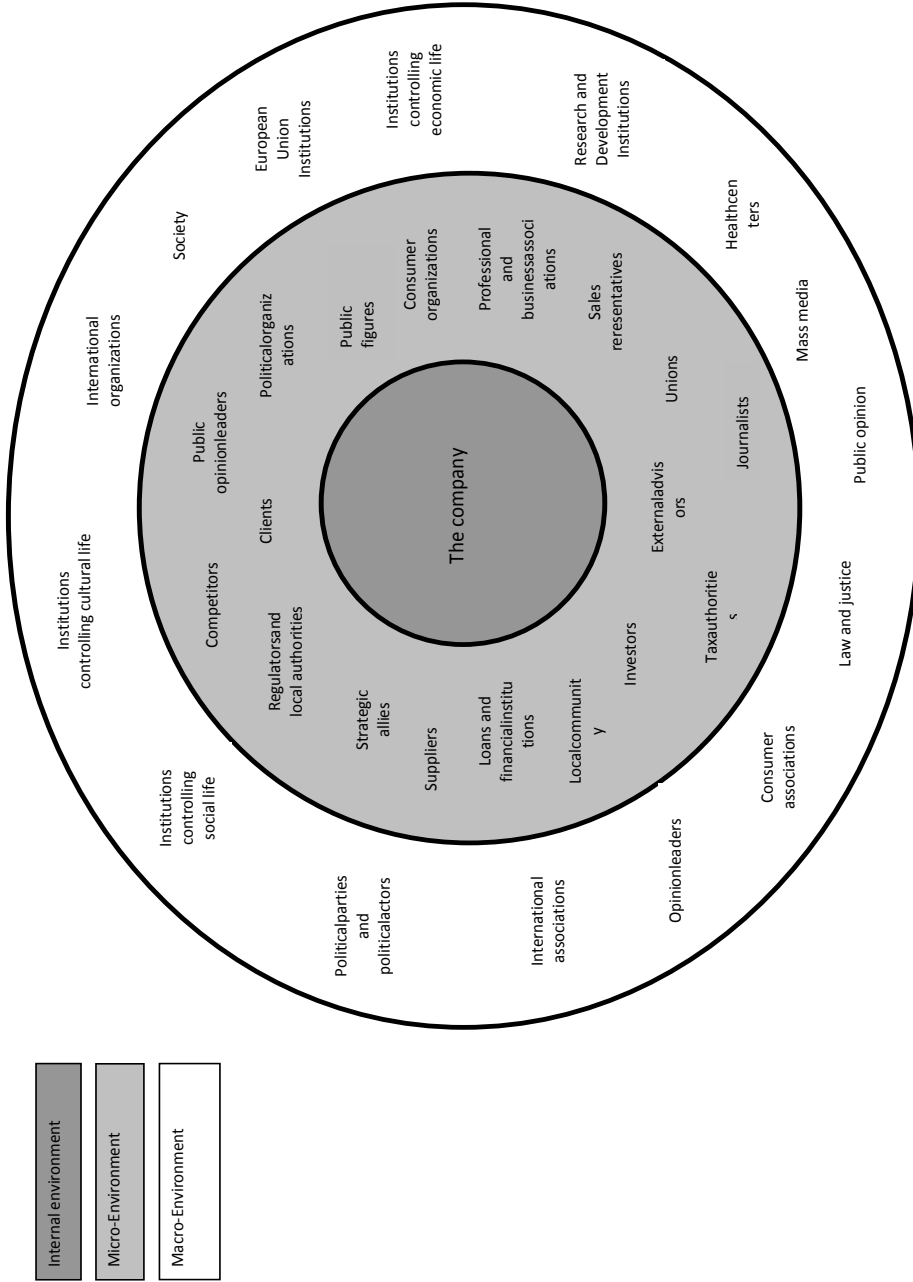 Internal environment
Micro-Environment
Macro-Environment
Institutions
controlling cultural life
International
organizations
Society
Institutions
controlling
social life
European
Union
Institutions
Politicalparties
and
politicalactors
Institutions
controlling
economic life
International
associations
Research and
Development
Institutions
Opinionleaders
Healthcen
ters
Consumer
associations
Mass media
Law and justice
Public opinion
Competitors
Public
opinionleaders
Regulatorsand
local authorities
Clients
Politicalorganiz
ations
Strategic
allies
Public
figures
Suppliers
Consumer
organizations
The company
Loans and
financialinstitu
tions
Professional
and
businessassoci
ations
Localcommunit
y
Sales
reresentatives
Investors
Externaladvis
ors
Unions
Taxauthoritie
s
Journalists